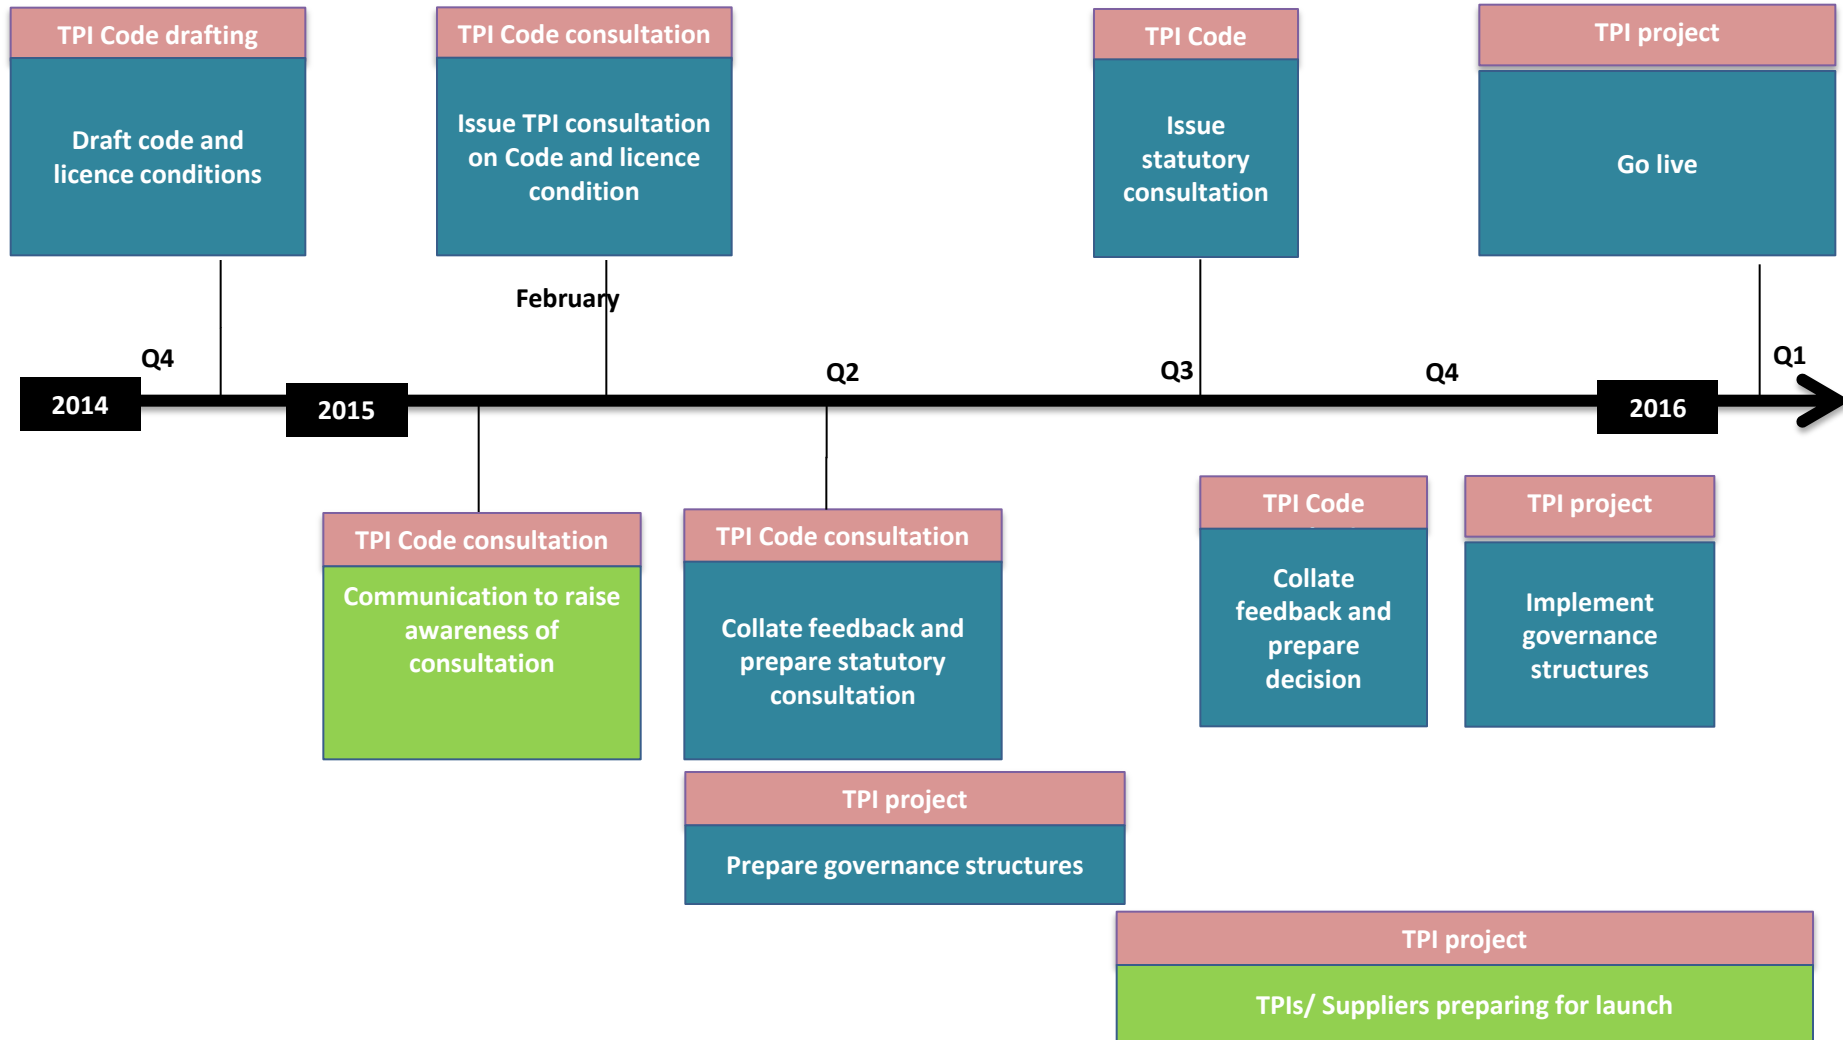 TPI Code drafting
Draft code and
licence conditions
TPI Code consultation
Issue TPI consultation
on Code and licence
condition
TPI Code
Issue
statutory
consultation
TPI project
Go live
February
Q4
Q2
Q3
Q4
Q1
2014
2015
2016
TPI Code consultation
Communication to raise
awareness of
consultation
TPI Code consultation
Collate feedback and
prepare statutory
consultation
TPI Code
Collate
feedback and
prepare
decision
TPI project
Implement
governance
structures
TPI project
Prepare governance structures
TPI project
TPIs/ Suppliers preparing for launch